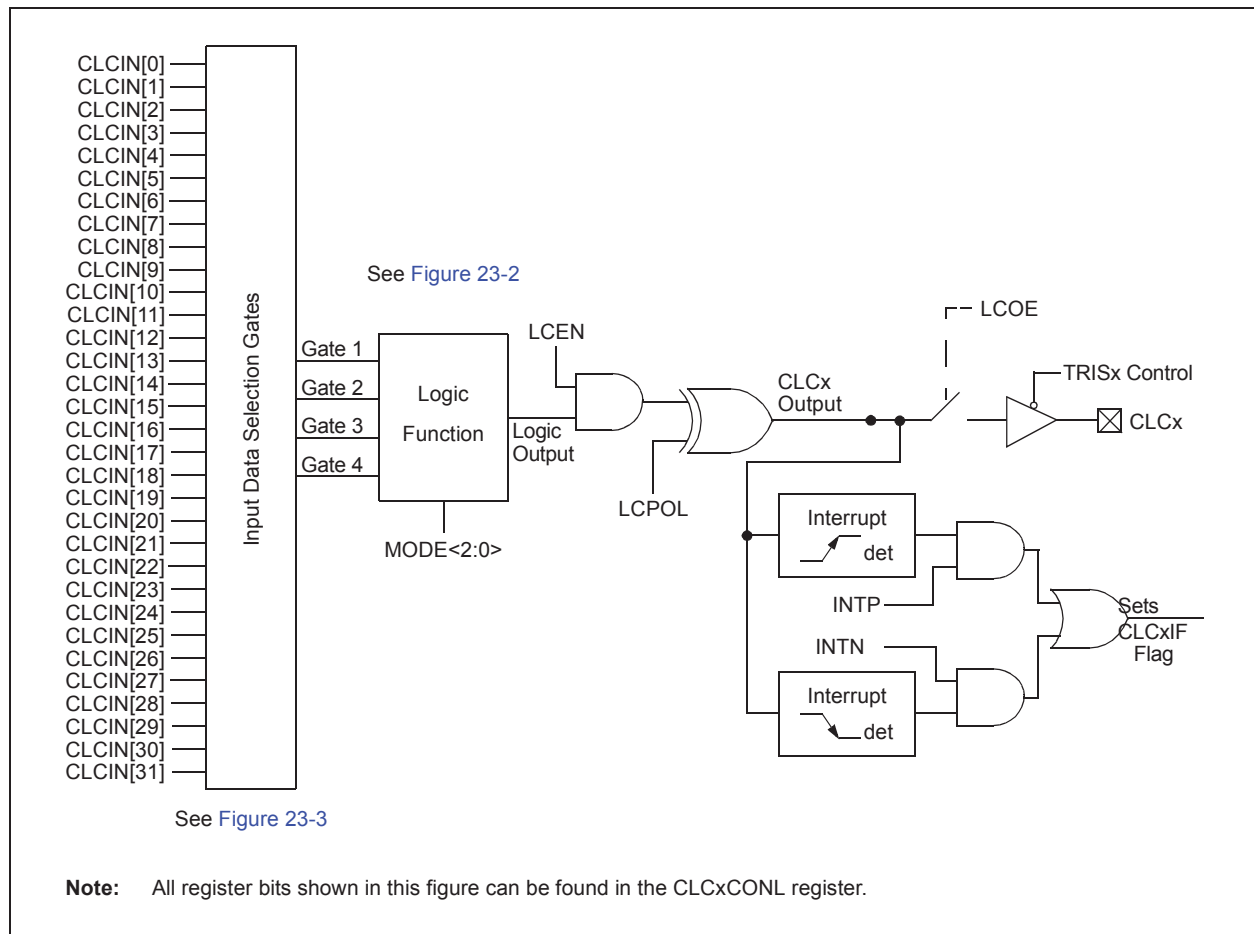 CLCIN[0]
CLCIN[1]
CLCIN[2]
CLCIN[3]
CLCIN[4]
CLCIN[5]
CLCIN[6]
CLCIN[7]
CLCIN[8]
CLCIN[9]
CLCIN[10]
CLCIN[11]
CLCIN[12]
CLCIN[13]
CLCIN[14]
CLCIN[15]
CLCIN[16]
CLCIN[17]
CLCIN[18]
CLCIN[19]
CLCIN[20]
CLCIN[21]
CLCIN[22]
CLCIN[23]
CLCIN[24]
CLCIN[25]
CLCIN[26]
CLCIN[27]
CLCIN[28]
CLCIN[29]
CLCIN[30]
CLCIN[31]
Input Data Selection Gates
See Figure 23-3
See Figure 23-2
Gate 1
Gate 2
Gate 3
Gate 4
Logic
Function
MODE<2:0>
Logic
Output
LCEN
LCPOL
CLCx
Output
LCOE
TRISx Control
CLCx
Interrupt
det
INTP
INTN
Interrupt
det
Sets
CLCxIF
Flag
Note: All register bits shown in this figure can be found in the CLCxCONL register.